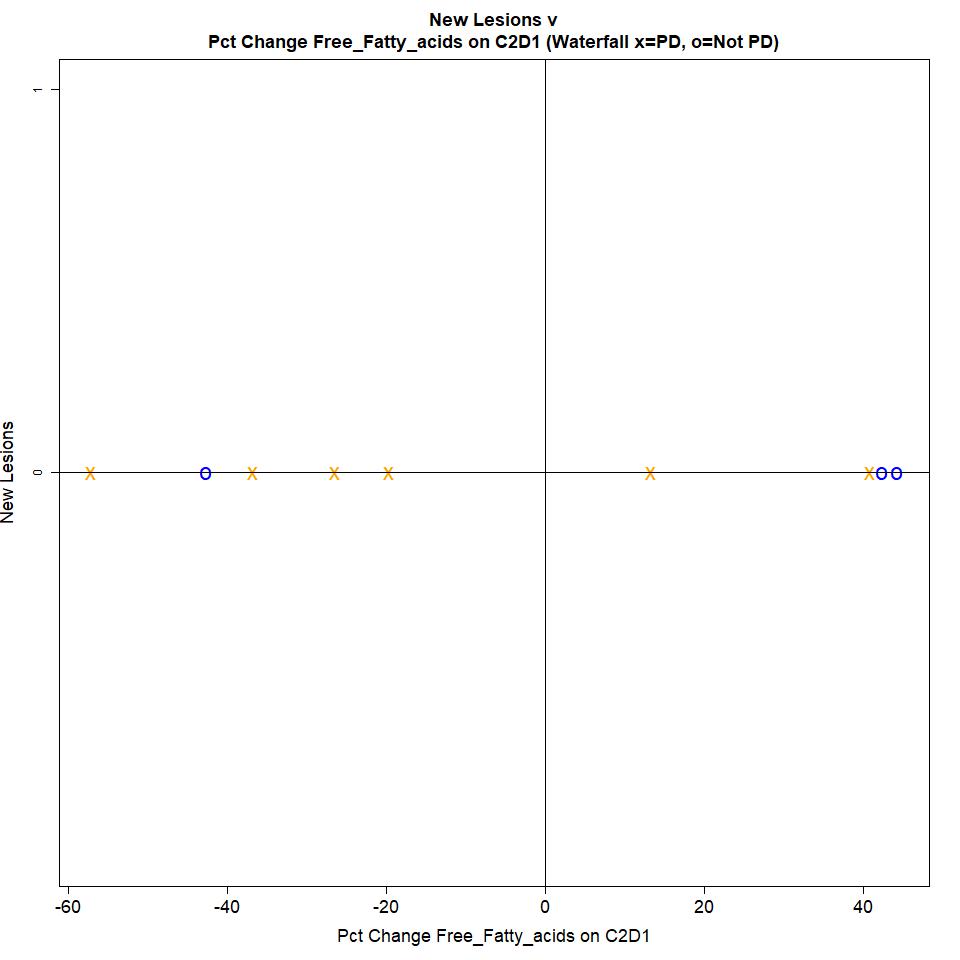 New Lesions v
Pct Change Free_Fatty_acids on C2D1 (Waterfall x=PD, o=Not PD)
1
New Lesions
0
x o x x x x x o o
-60 -40 -20 0 20 40
Pct Change Free_Fatty_acids on C2D1